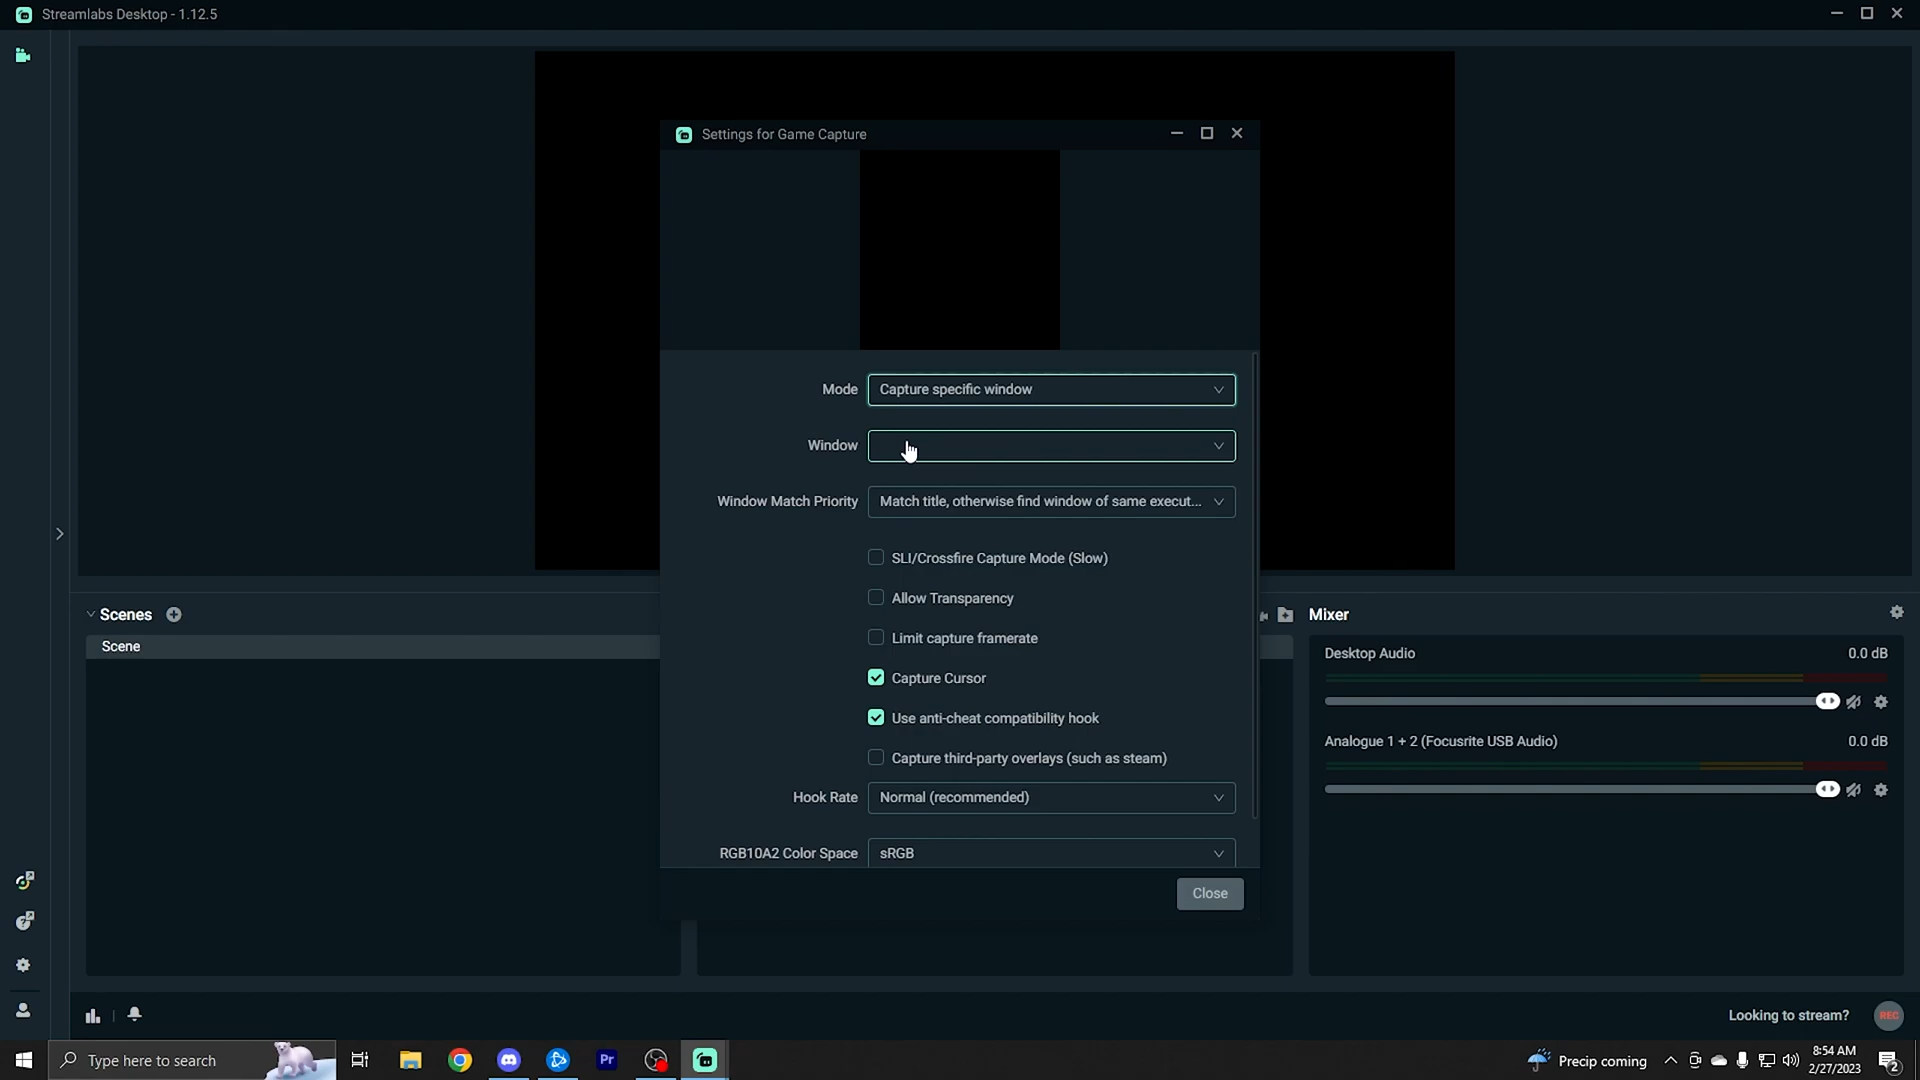 Streamlabs Desktop - 1.12.5
Settings for Game Capture
Mode
Capture specific window
Window
Window Match Priority
Match title, otherwise find window of same execut...
SLI/Crossfire Capture Mode (Slow)
Allow Transparency
Limit capture framerate
Capture Cursor
Use anti-cheat compatibility hook
Capture third-party overlays (such as steam)
Hook Rate
Normal (recommended)
RGB10A2 Color Space
sRGB
Close
Scenes
Scene
Mixer
Desktop Audio
0.0 dB
Analogue 1 + 2 (Focusrite USB Audio)
0.0 dB
Looking to stream?
REC
Type here to search
Pr
Precip coming
8:54 AM
2/27/2023
2